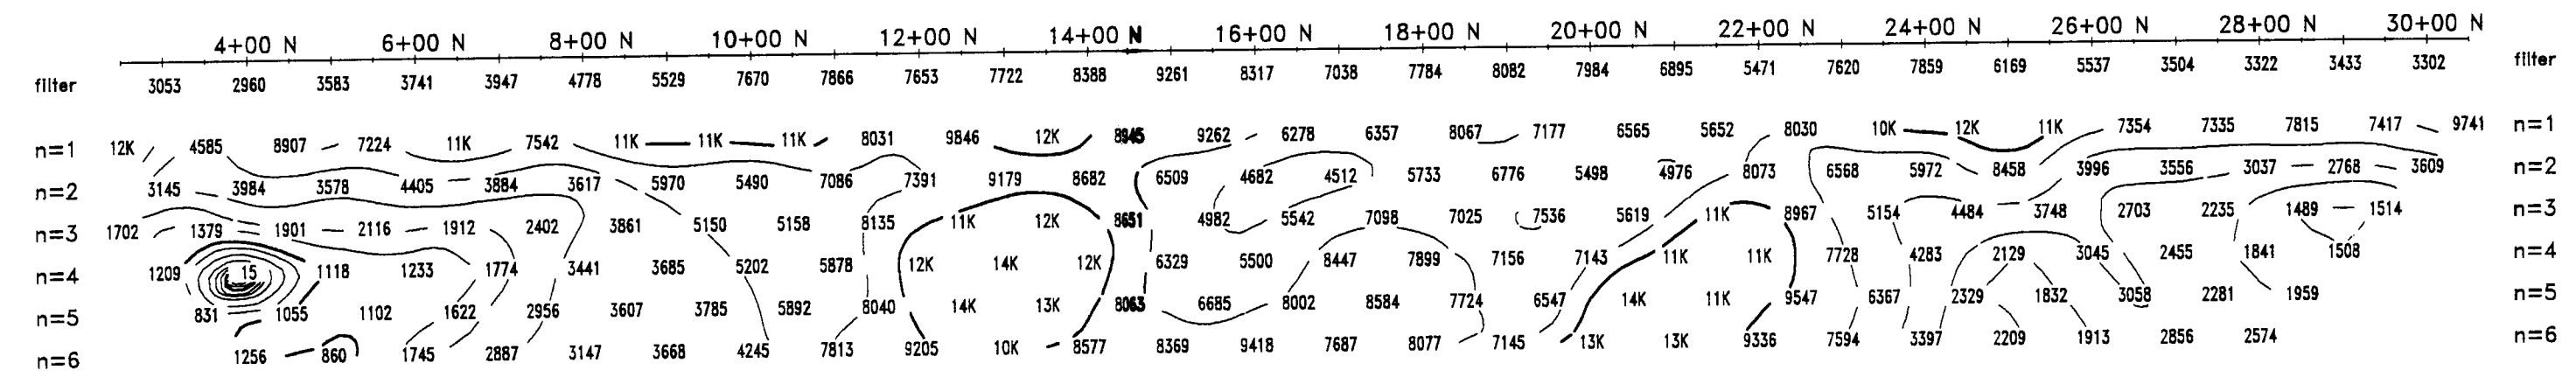 4+00 N 6+00 N 8+00 N 10+00 N 12+00 N 14+00 N 16+00 N 18+00 N 20+00 N 22+00 N 24+00 N 26+00 N 28+00 N 30+00 N
filter 3053 2960 3583 3741 3947 4778 5529 7670 7866 7653 7722 8388 9261 8317 7038 7784 8082 7984 6895 5471 7620 7859 6169 5537 3504 3322 3433 3302 filter
n=1 12K 4585 8907 7224 11K 7542 11K 11K 11K 8031 9846 12K 8945 9262 6278 6357 8067 7177 6565 5652 8030 10K 12K 11K 7354 7335 7815 7417 9741 n=1
n=2 3145 3984 3578 4405 3884 3617 5970 5490 7086 7391 9179 8682 6509 4682 4512 5733 6776 5498 4976 8073 6568 5972 8458 3996 3556 3037 2768 3609 n=2
n=3 1702 1379 1901 2116 1912 2402 3861 5150 5158 8135 11K 12K 8651 4982 5542 7098 7025 7536 5619 11K 8967 5154 4484 3748 2703 2235 1489 1514 n=3
n=4 1209 15 1118 1233 1774 3441 3685 5202 5878 12K 14K 12K 6329 5500 8447 7899 7156 7143 11K 11K 7728 4283 2129 3045 2455 1841 1508 n=4
n=5 831 1055 1102 1622 2956 3607 3785 5892 8040 14K 13K 8063 6685 8002 8584 7724 6547 14K 11K 9547 6367 2329 1832 3058 2281 1959 n=5
n=6 1256 860 1745 2887 3147 3668 4245 7813 9205 10K 8577 8369 9418 7687 8077 7145 13K 13K 9336 7594 3397 2209 1913 2856 2574 n=6